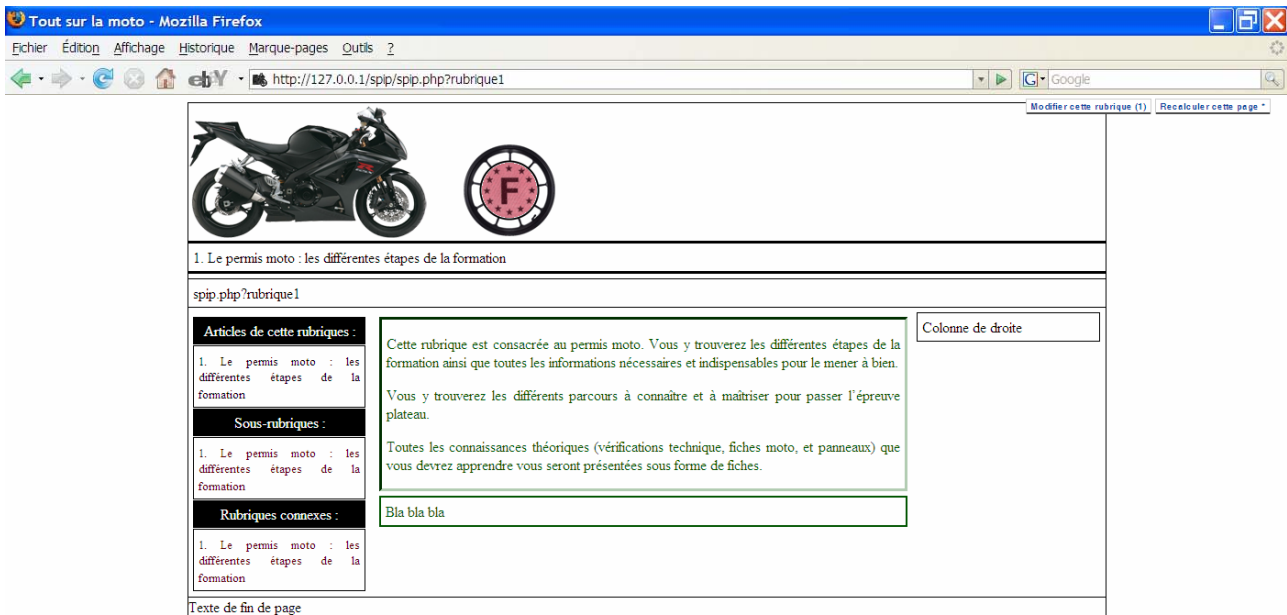 Tout sur la moto - Mozilla Firefox
Fichier Édition Affichage Historique Marque-pages Outils ?
ebY http://127.0.0.1/spip/spip.php?rubrique1 G Google
Modifier cette rubrique (1) Recalculer cette page *
R
F
1. Le permis moto : les différentes étapes de la formation
spip.php?rubrique1
Articles de cette rubriques :
1. Le permis moto : les
différentes étapes de la
formation
Sous-rubriques :
1. Le permis moto : les
différentes étapes de la
formation
Rubriques connexes :
1. Le permis moto : les
différentes étapes de la
formation
Cette rubrique est consacrée au permis moto. Vous y trouverez les différentes étapes de la
formation ainsi que toutes les informations nécessaires et indispensables pour le mener à bien.
Vous y trouverez les différents parcours à connaître et à maîtriser pour passer l'épreuve
plateau.
Toutes les connaissances théoriques (vérifications technique, fiches moto, et panneaux) que
vous devrez apprendre vous seront présentées sous forme de fiches.
Bla bla bla
Colonne de droite
Texte de fin de page